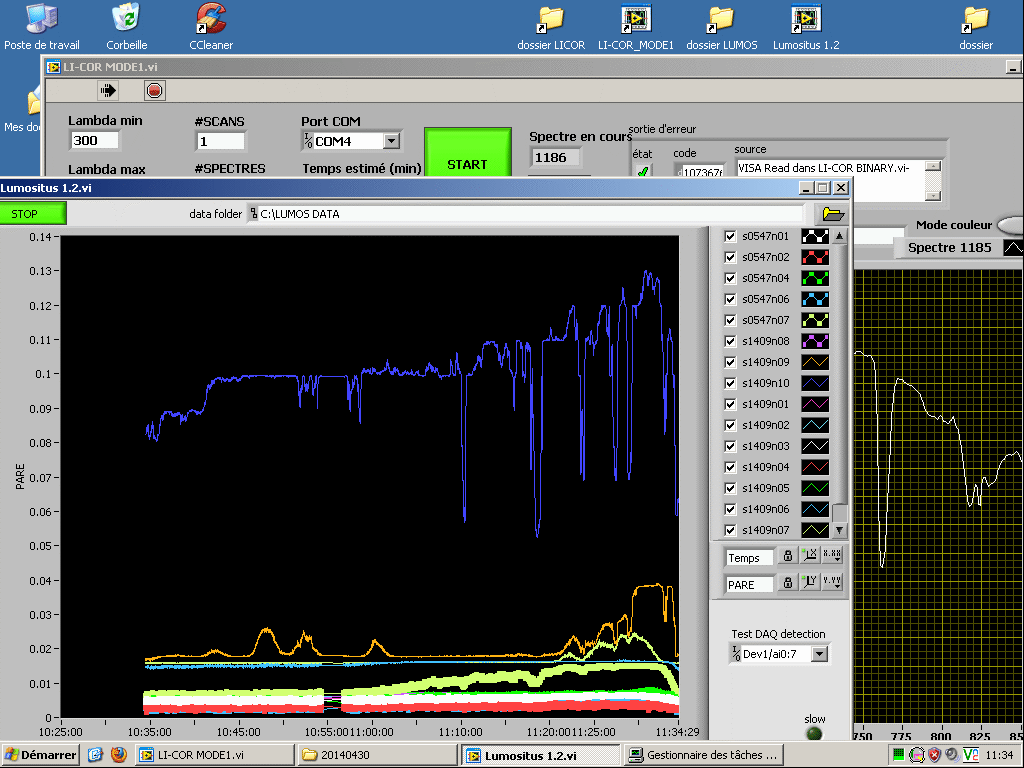 Poste de travail
Corbeille
CCleaner
dossier LICOR
LI-COR_MODE1
dossier LUMOS
Lumositus 1.2
dossier
Mes do
LI-COR MODE1.vi
Lambda min
300
Lambda max
#SCANS
1
#SPECTRES
Port COM
COM4
Temps estimé (min)
START
Spectre en cours
1186
sortie d'erreur
état
code
107367
source
VISA Read dans LI-COR BINARY.vi-
Mode couleur
Spectre 1185
Lumositus 1.2.vi
STOP
data folder
C:\LUMOS DATA
PARE
0.14
0.13
0.12
0.11
0.1
0.09
0.08
0.07
0.06
0.05
0.04
0.03
0.02
0.01
0
10:25:00
10:35:00
10:45:00
10:55:00
11:00:00
11:10:00
11:20:00
11:25:00
11:34:29
s0547n01
s0547n02
s0547n04
s0547n06
s0547n07
s1409n08
s1409n09
s1409n10
s1409n01
s1409n02
s1409n03
s1409n04
s1409n05
s1409n06
s1409n07
Temps
PARE
Test DAQ detection
Dev1/ai0:7
slow
750 775 800 825 85
Démarrer
LI-COR MODE1.vi
20140430
Lumositus 1.2.vi
Gestionnaire des tâches ...
11:34